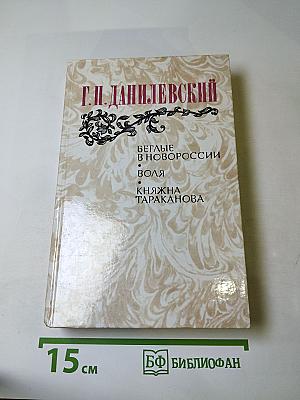 Г.П. ДАНИЛЕВСКИЙ
БЕГЛЫЕ
В НОВОРОССИИ
•
ВОЛЯ
•
КНЯЖНА
ТАРАКАНОВА
15 см
БФ БИБЛИОФАН